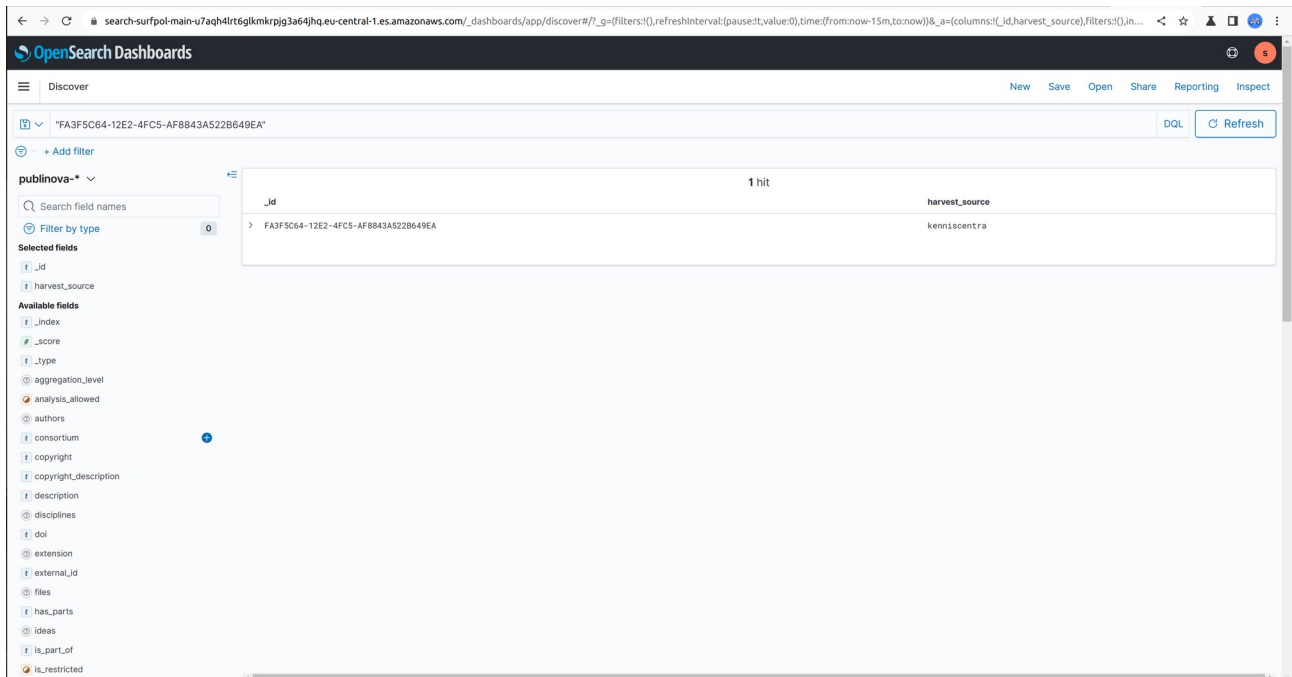 search-surfpol-main-u7aqh4lrt6glkmkrpjg3a64jhq.eu-central-1.es.amazonaws.com/_dashboards/app/discover#/?_g=(filters:!(),refreshInterval:(pause:!t,value:0),time:(from:now-15m,to:now))&_a=(columns:!(_id,harvest_source),filters:!(),in...
OpenSearch Dashboards
s
Discover
New Save Open Share Reporting Inspect
"FA3F5C64-12E2-4FC5-AF8843A522B649EA"
DQL
Refresh
+ Add filter
publinova-*
1 hit
Search field names
_id harvest_source
Filter by type 0
FA3F5C64-12E2-4FC5-AF8843A522B649EA kenniscentra
Selected fields
t _id
t harvest_source
Available fields
t _index
# _score
t _type
aggregation_level
analysis_allowed
authors
t consortium
t copyright
t copyright_description
t description
disciplines
t doi
extension
t external_id
files
t has_parts
ideas
t is_part_of
is_restricted